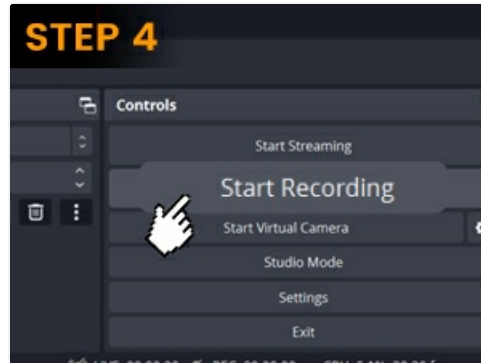 STEP 4
Controls
Start Streaming
Start Recording
Start Virtual Camera
Studio Mode
Settings
Exit